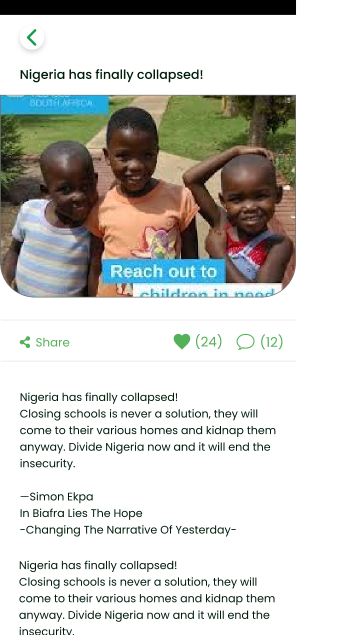 Nigeria has finally collapsed!
SOUTH AFRICA
Reach out to
children in need
Share
(24)
(12)
Nigeria has finally collapsed!
Closing schools is never a solution, they will
come to their various homes and kidnap them
anyway. Divide Nigeria now and it will end the
insecurity.
—Simon Ekpa
In Biafra Lies The Hope
-Changing The Narrative Of Yesterday-
Nigeria has finally collapsed!
Closing schools is never a solution, they will
come to their various homes and kidnap them
anyway. Divide Nigeria now and it will end the
insecurity.